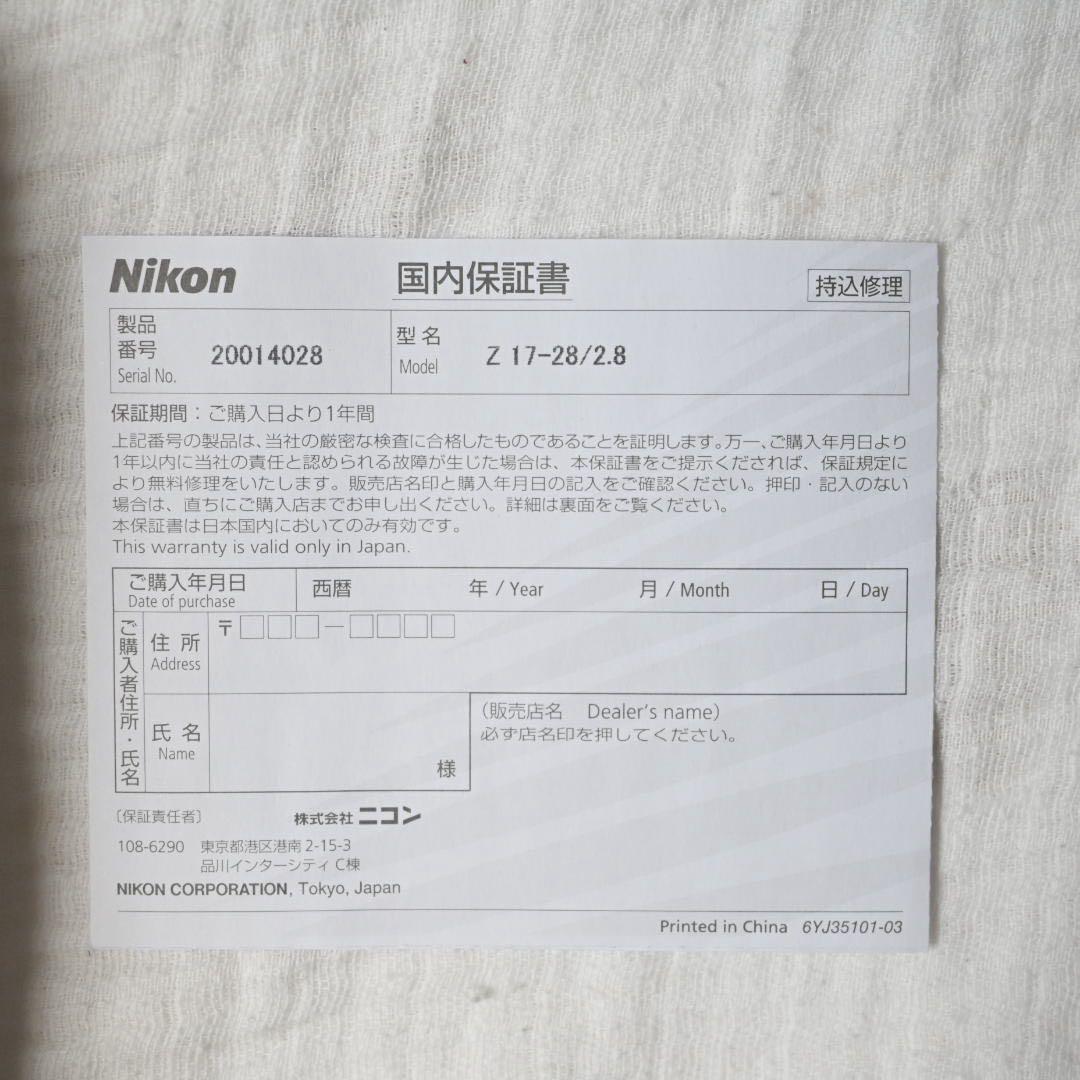 Nikon 国内保証書 持込修理
製品番号 20014028 型名 Z 17-28/2.8
Serial No. Model
保証期間：ご購入日より1年間
上記番号の製品は、当社の厳密な検査に合格したものであることを証明します。万一、ご購入年月日より
1年以内に当社の責任と認められる故障が生じた場合は、本保証書をご提示くだされば、保証規定に
より無料修理をいたします。販売店名印と購入年月日の記入をご確認ください。押印・記入のない
場合は、直ちにご購入店までお申し出ください。詳細は裏面をご覧ください。
本保証書は日本国内においてのみ有効です。
This warranty is valid only in Japan.
ご購入年月日 西暦 年 / Year 月 / Month 日 / Day
Date of purchase
ご購入者住所・氏名
住所 〒□□□－□□□□
Address
氏名 様
Name
（販売店名 Dealer's name）
必ず店名印を押してください。
〔保証責任者〕 株式会社 ニコン
108-6290 東京都港区港南 2-15-3
品川インターシティ C棟
NIKON CORPORATION, Tokyo, Japan
Printed in China 6YJ35101-03